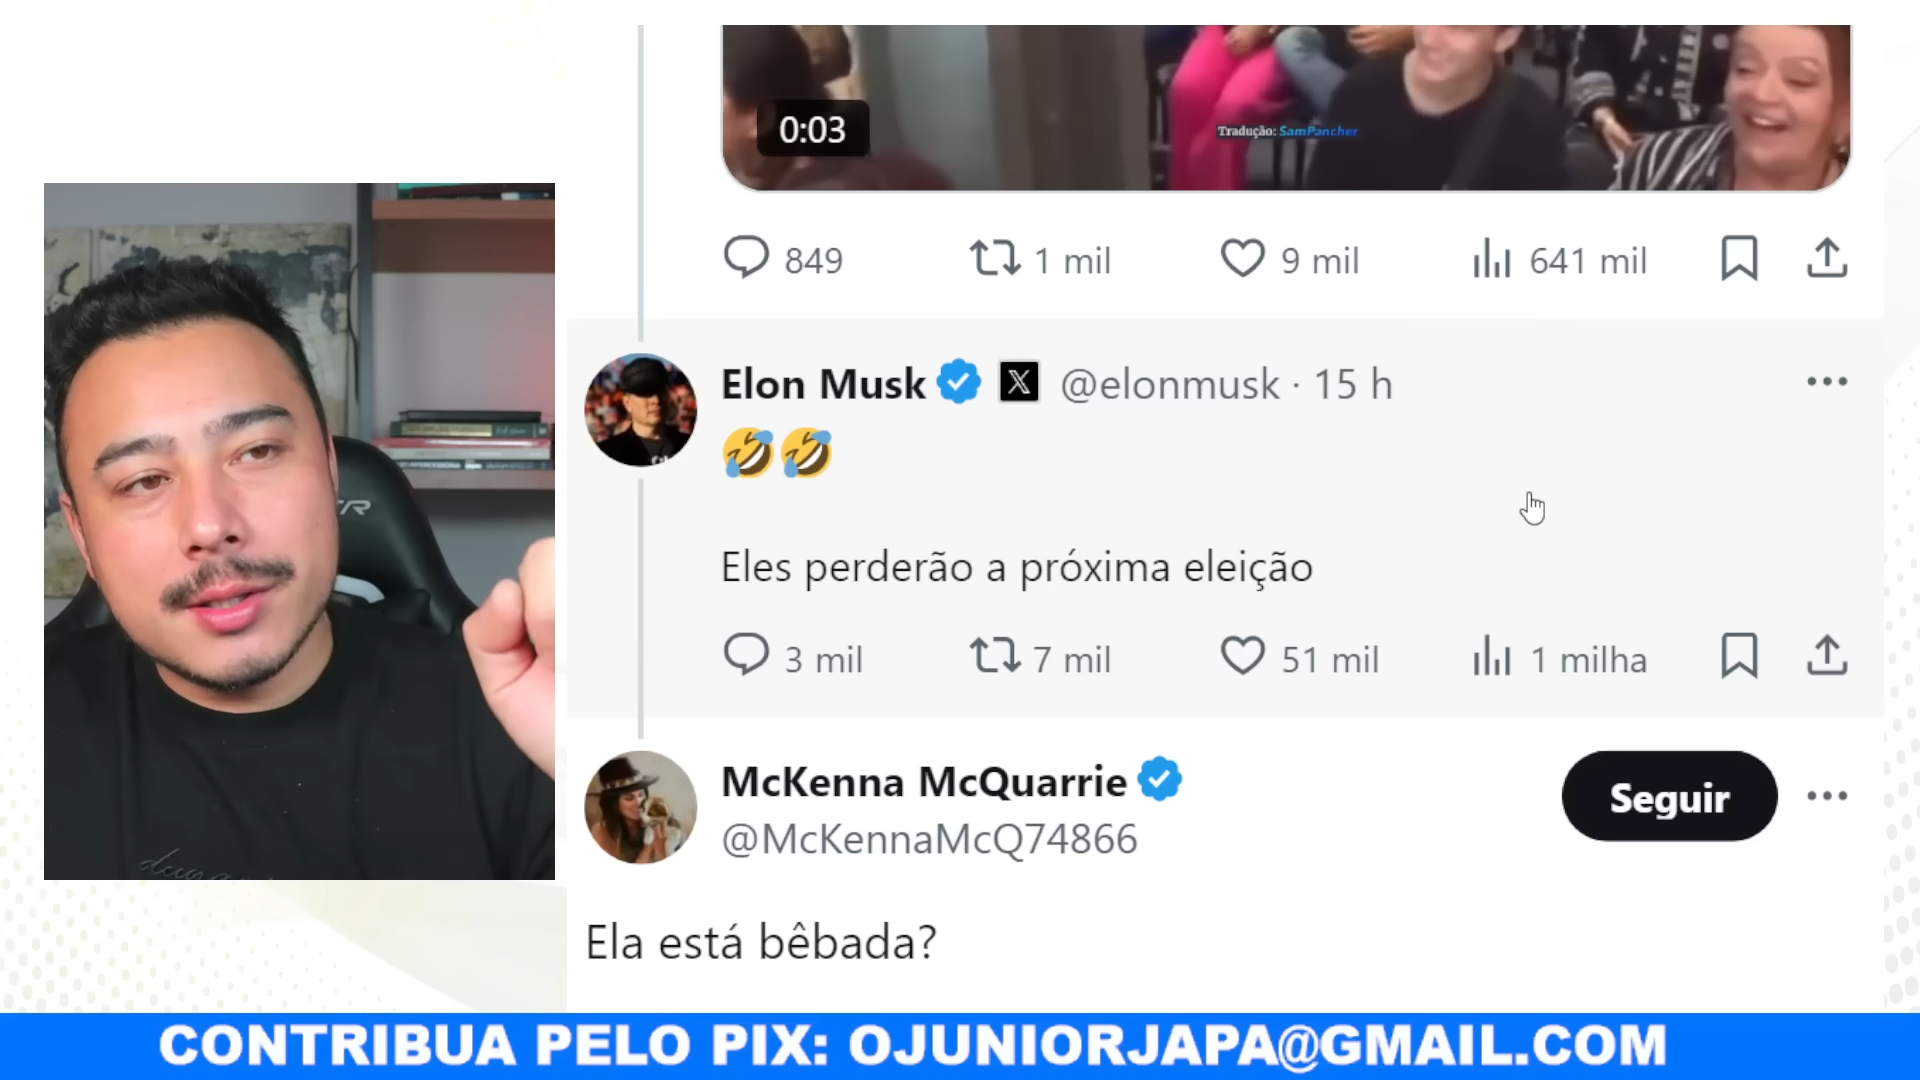 0:03
Tradução: SamPancher
849
1 mil
9 mil
641 mil
Elon Musk
@elonmusk · 15 h
🤣🤣
Eles perderão a próxima eleição
3 mil
7 mil
51 mil
1 milha
McKenna McQuarrie
@McKennaMcQ74866
Seguir
Ela está bêbada?
CONTRIBUA PELO PIX: OJUNIORJAPA@GMAIL.COM